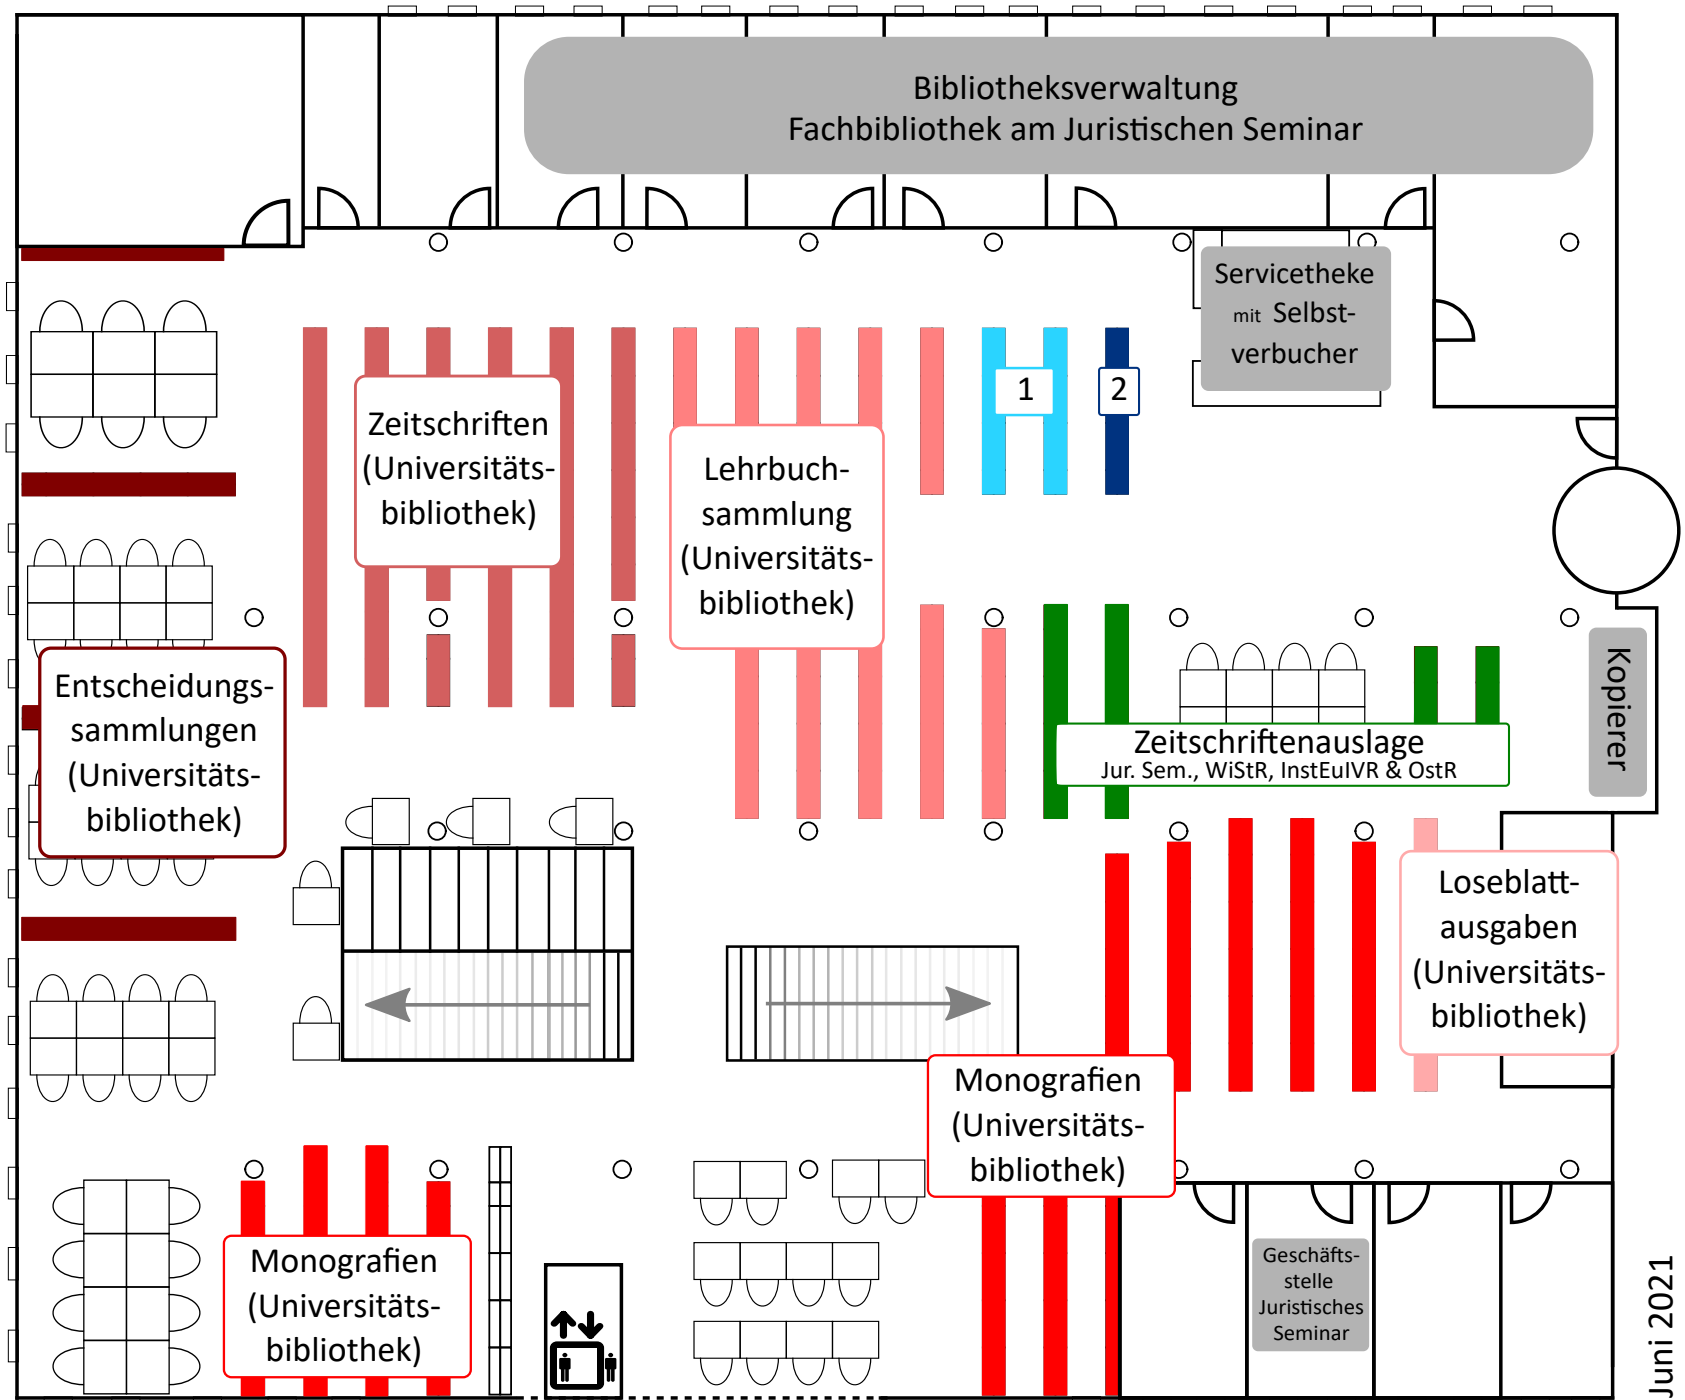 Bibliotheksverwaltung
Fachbibliothek am Juristischen Seminar
Servicetheke
mit Selbst-
verbucher
1
2
Zeitschriften
(Universitäts-
bibliothek)
Lehrbuch-
sammlung
(Universitäts-
bibliothek)
Entscheidungs-
sammlungen
(Universitäts-
bibliothek)
Kopierer
Zeitschriftenauslage
Jur. Sem., WiStR, InstEuIVR & OstR
Loseblatt-
ausgaben
(Universitäts-
bibliothek)
Monografien
(Universitäts-
bibliothek)
Monografien
(Universitäts-
bibliothek)
Geschäfts-
stelle
Juristisches
Seminar
Juni 2021